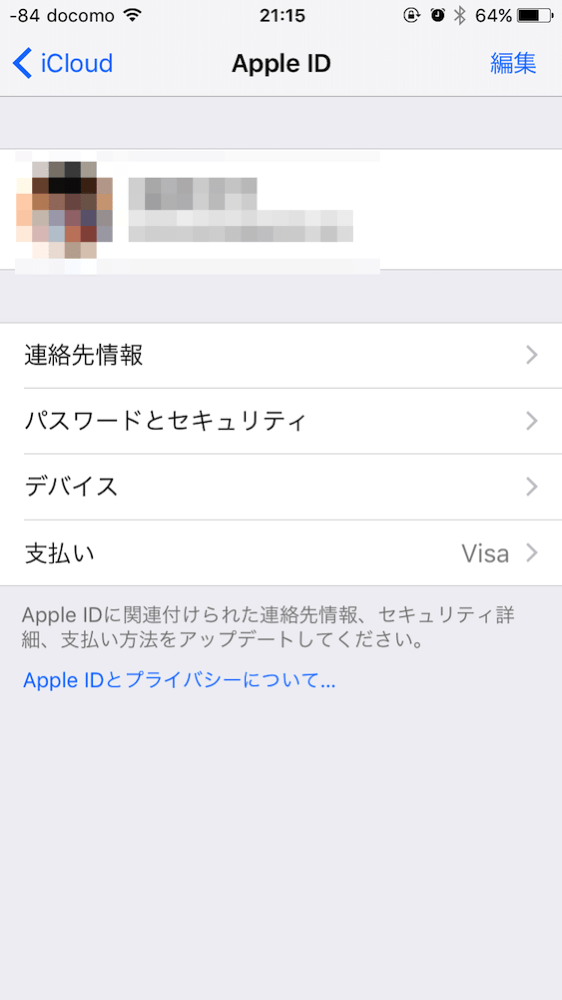 -84 docomo 21:15 64%
iCloud Apple ID 編集
連絡先情報
パスワードとセキュリティ
デバイス
支払い Visa
Apple IDに関連付けられた連絡先情報、セキュリティ詳
細、支払い方法をアップデートしてください。
Apple IDとプライバシーについて...